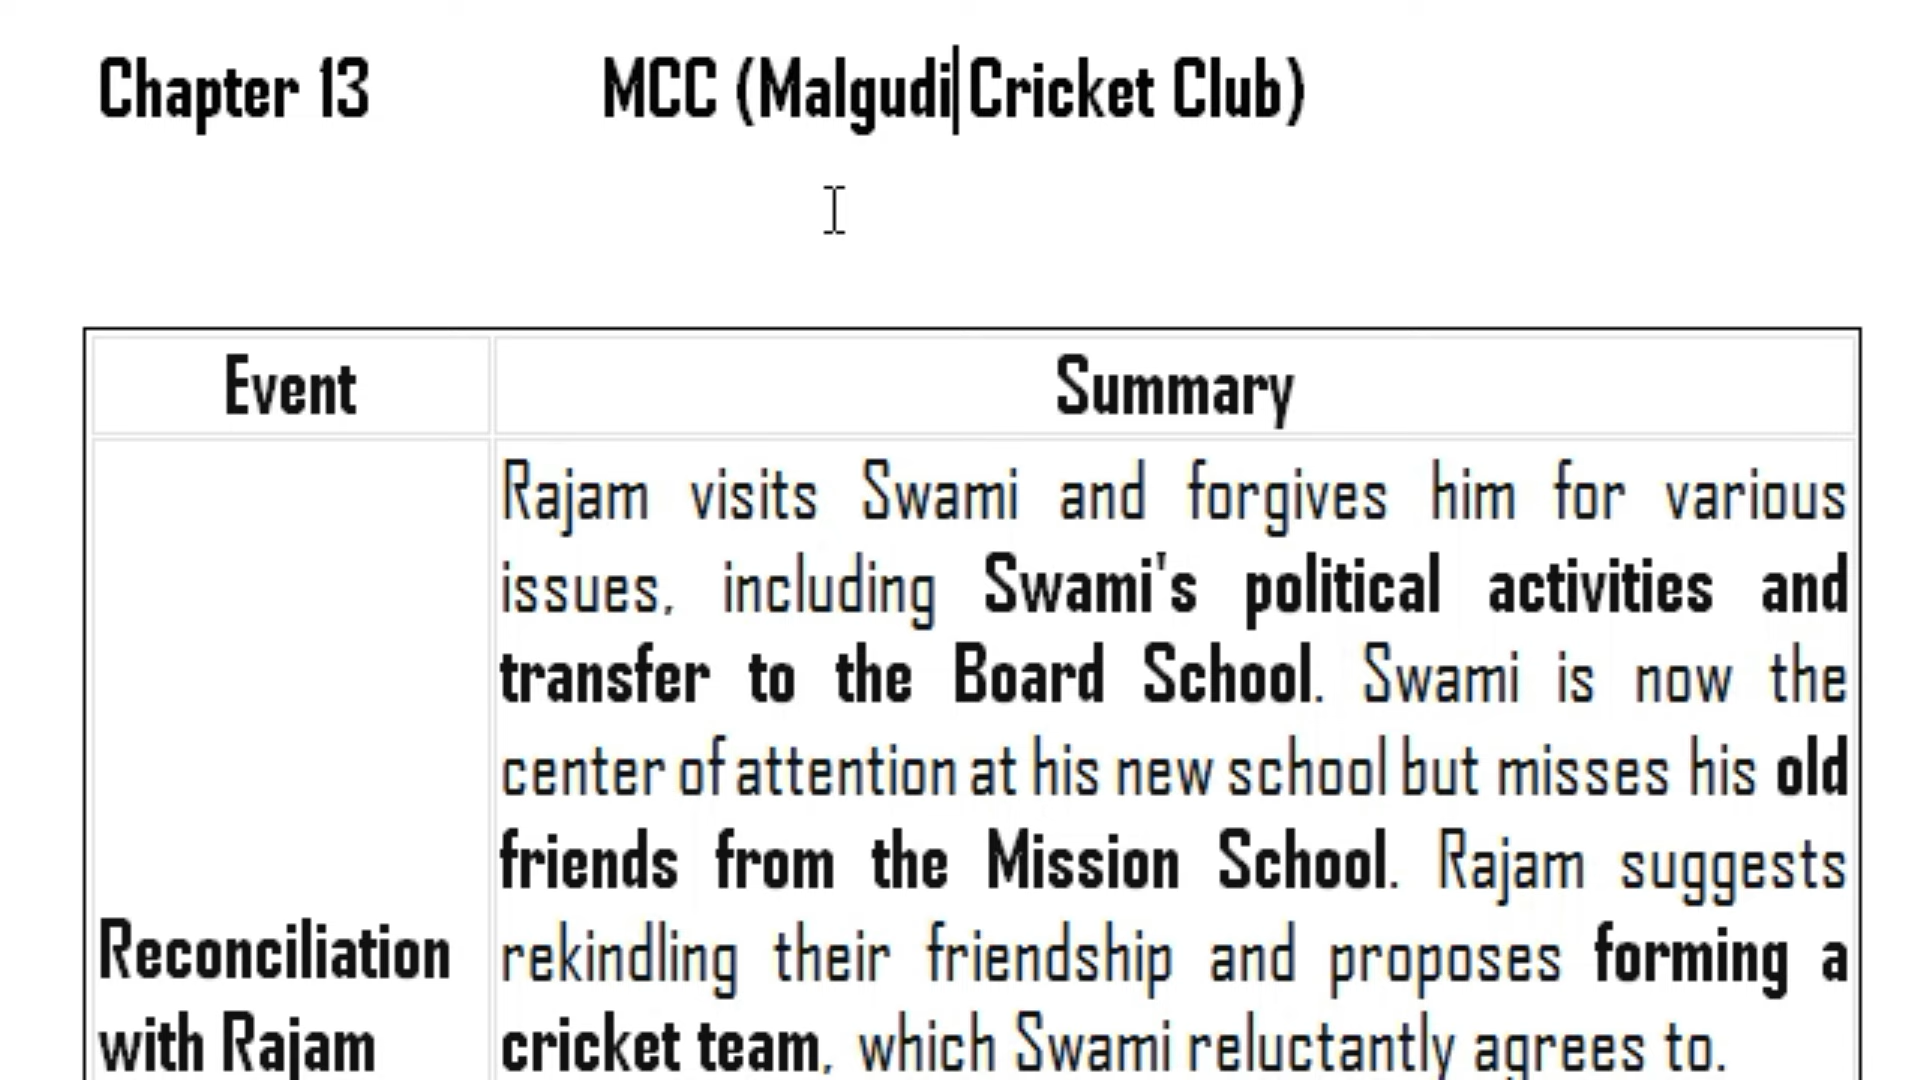 Chapter 13 MCC (Malgudi Cricket Club)
Event Summary
Rajam visits Swami and forgives him for various
issues, including Swami's political activities and
transfer to the Board School. Swami is now the
center of attention at his new school but misses his old
friends from the Mission School. Rajam suggests
rekindling their friendship and proposes forming a
cricket team, which Swami reluctantly agrees to.
Reconciliation
with Rajam